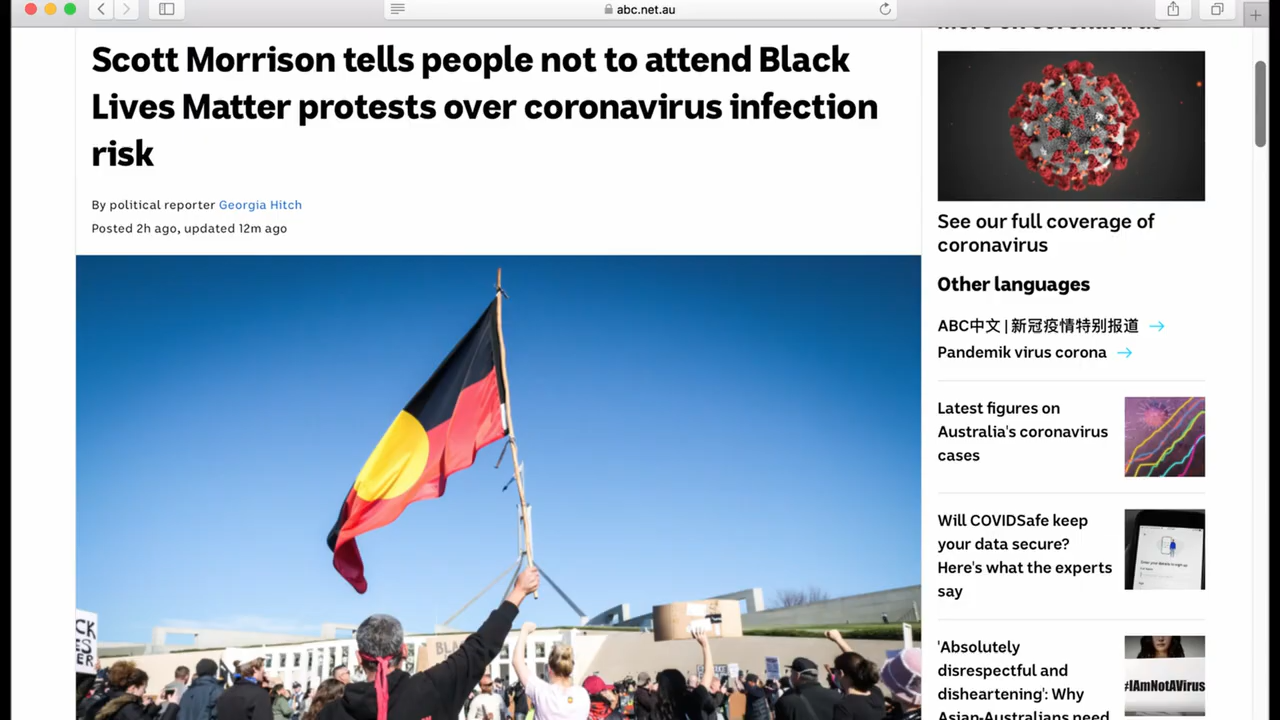 abc.net.au
Scott Morrison tells people not to attend Black
Lives Matter protests over coronavirus infection
risk
By political reporter Georgia Hitch
Posted 2h ago, updated 12m ago
See our full coverage of
coronavirus
Other languages
ABC中文 | 新冠疫情特别报道
Pandemik virus corona
Latest figures on
Australia's coronavirus
cases
Will COVIDSafe keep
your data secure?
Here's what the experts
say
'Absolutely
disrespectful and
disheartening': Why
Asian-Australians need
#IAmNotAVirus